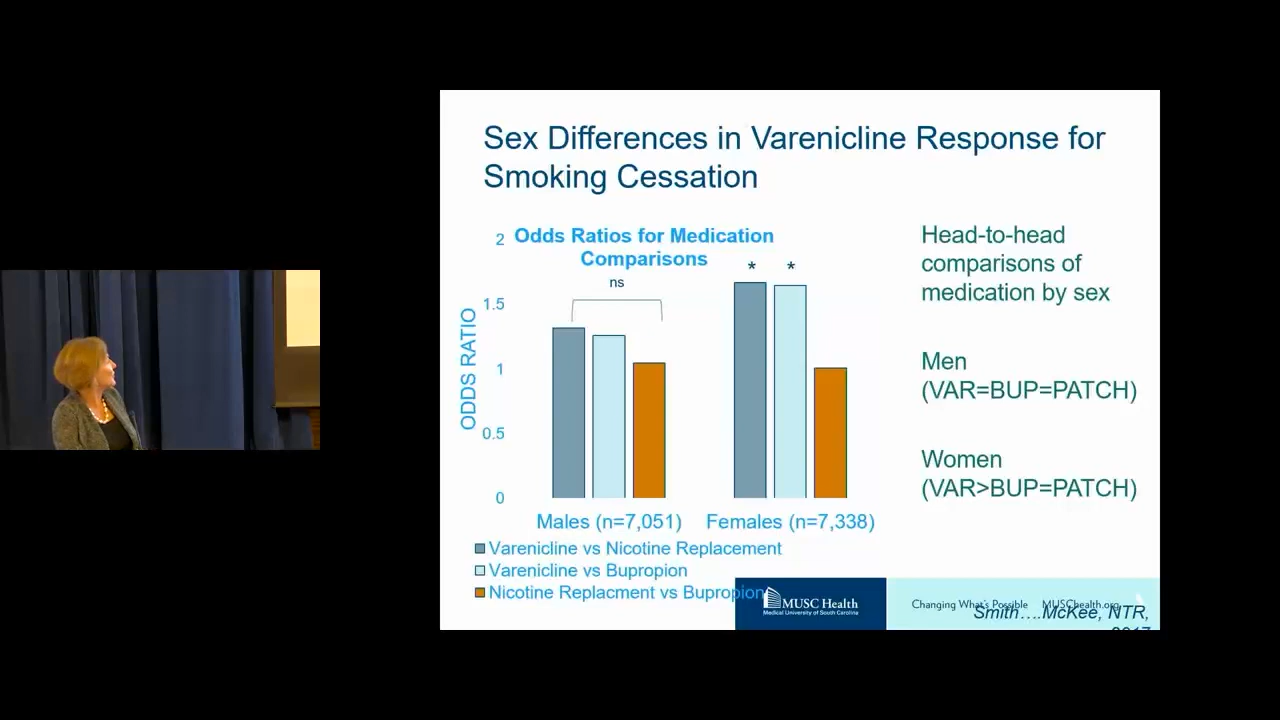 Sex Differences in Varenicline Response for
Smoking Cessation
Odds Ratios for Medication
Comparisons
2
1.5
1
0.5
0
ODDS RATIO
ns
* *
Males (n=7,051) Females (n=7,338)
Varenicline vs Nicotine Replacement
Varenicline vs Bupropion
Nicotine Replacment vs Bupropion
Head-to-head
comparisons of
medication by sex
Men
(VAR=BUP=PATCH)
Women
(VAR>BUP=PATCH)
MUSC Health
Medical University of South Carolina
Changing What's Possible MUSChealth.org
Smith….McKee, NTR,
2017